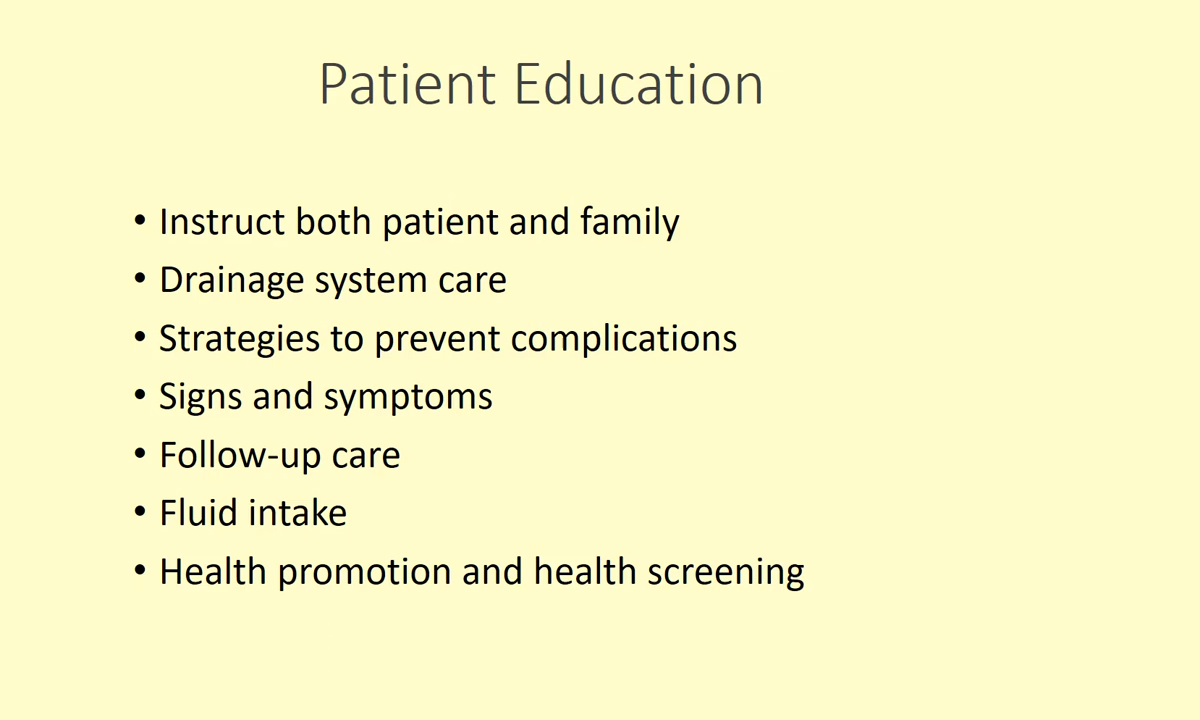 Patient Education
• Instruct both patient and family
• Drainage system care
• Strategies to prevent complications
• Signs and symptoms
• Follow-up care
• Fluid intake
• Health promotion and health screening